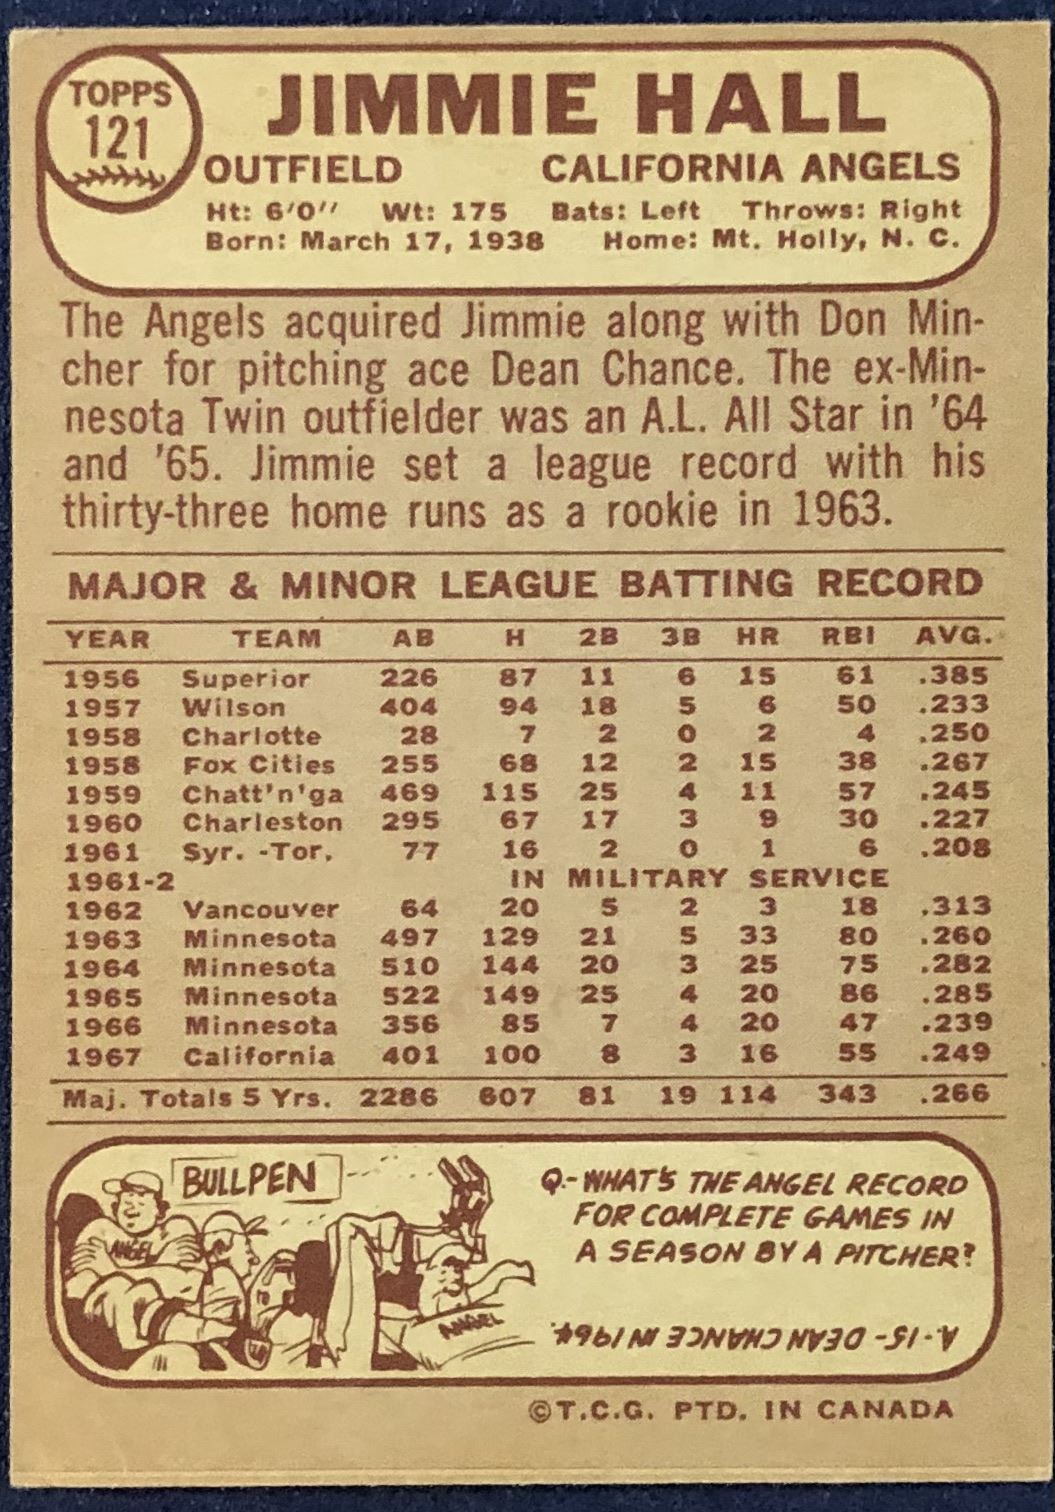 TOPPS
121
JIMMIE HALL
OUTFIELD CALIFORNIA ANGELS
Ht: 6'0" Wt: 175 Bats: Left Throws: Right
Born: March 17, 1938 Home: Mt. Holly, N. C.
The Angels acquired Jimmie along with Don Min-
cher for pitching ace Dean Chance. The ex-Min-
nesota Twin outfielder was an A.L. All Star in '64
and '65. Jimmie set a league record with his
thirty-three home runs as a rookie in 1963.
MAJOR & MINOR LEAGUE BATTING RECORD
YEAR TEAM AB H 2B 3B HR RBI AVG.
1956 Superior 226 87 11 6 15 61 .385
1957 Wilson 404 94 18 5 6 50 .233
1958 Charlotte 28 7 2 0 2 4 .250
1958 Fox Cities 255 68 12 2 15 38 .267
1959 Chatt'n'ga 469 115 25 4 11 57 .245
1960 Charleston 295 67 17 3 9 30 .227
1961 Syr. -Tor. 77 16 2 0 1 6 .208
1961-2 IN MILITARY SERVICE
1962 Vancouver 64 20 5 2 3 18 .313
1963 Minnesota 497 129 21 5 33 80 .260
1964 Minnesota 510 144 20 3 25 75 .282
1965 Minnesota 522 149 25 4 20 86 .285
1966 Minnesota 356 85 7 4 20 47 .239
1967 California 401 100 8 3 16 55 .249
Maj. Totals 5 Yrs. 2286 607 81 19 114 343 .266
BULLPEN
ANGEL
ANGEL
Q.-WHAT'S THE ANGEL RECORD
FOR COMPLETE GAMES IN
A SEASON BY A PITCHER?
A.-15- DEAN CHANCE IN 1964.
©T.C.G. PTD. IN CANADA